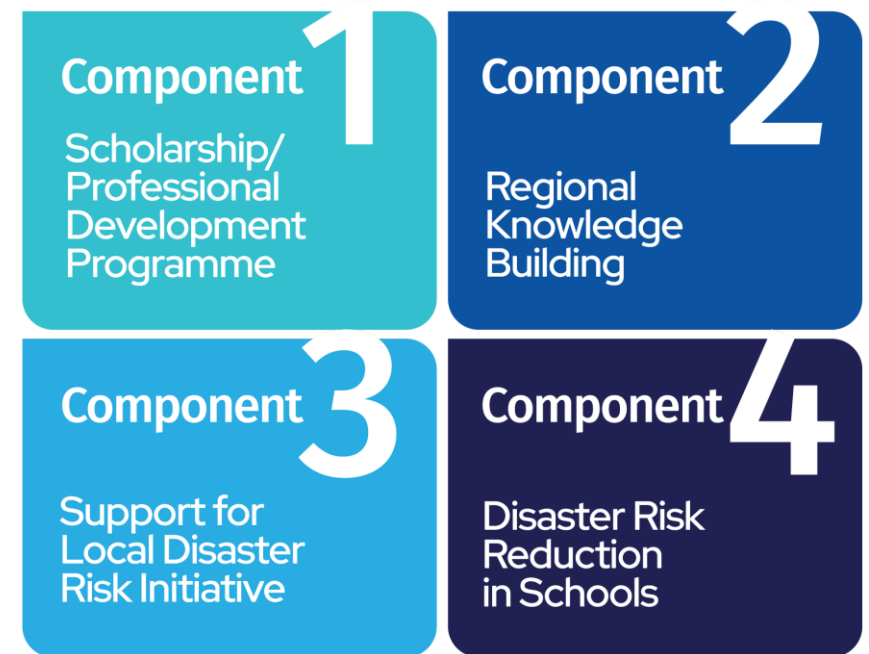 Component 1
Scholarship/
Professional
Development
Programme
Component 2
Regional
Knowledge
Building
Component 3
Support for
Local Disaster
Risk Initiative
Component 4
Disaster Risk
Reduction
in Schools